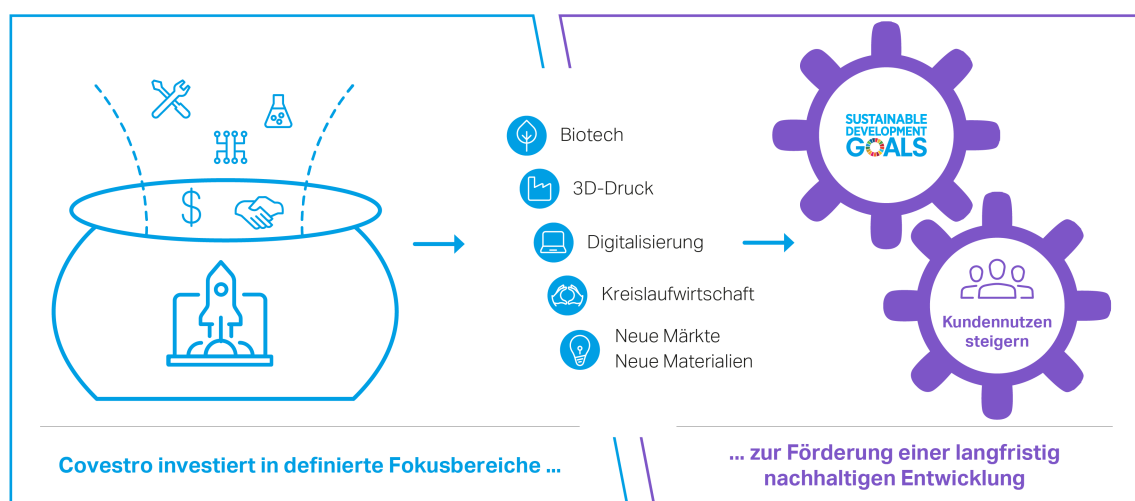 Biotech
3D-Druck
Digitalisierung
Kreislaufwirtschaft
Neue Märkte
Neue Materialien
SUSTAINABLE
DEVELOPMENT
GOALS
Kundennutzen
steigern
Covestro investiert in definierte Fokusbereiche ...
... zur Förderung einer langfristig
nachhaltigen Entwicklung